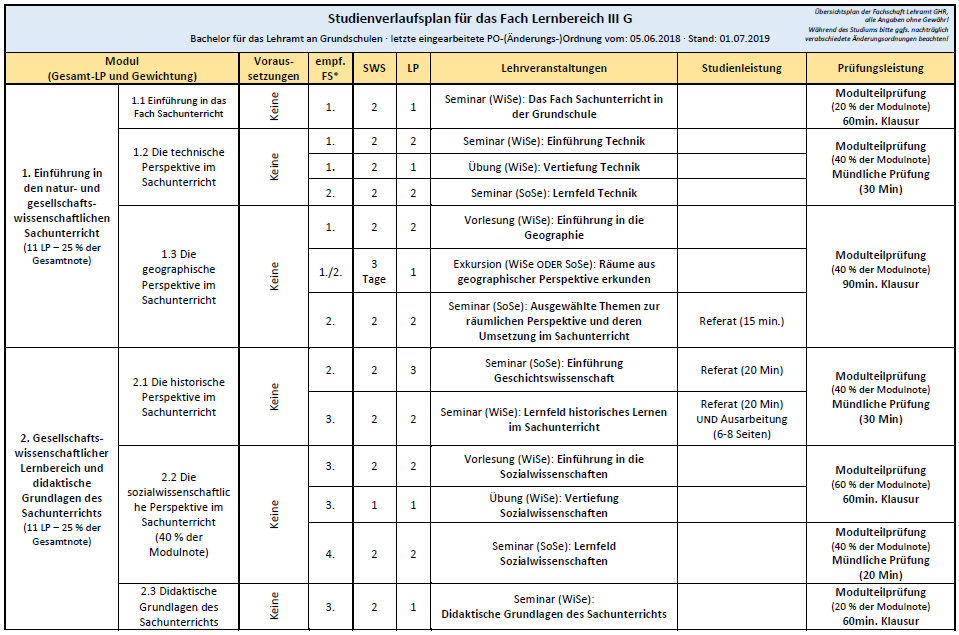 Studienverlaufsplan für das Fach Lernbereich III G
Bachelor für das Lehramt an Grundschulen · letzte eingearbeitete PO-(Änderungs-)Ordnung vom: 05.06.2018 · Stand: 01.07.2019
Übersichtsplan der Fachschaft Lehramt GHR,
alle Angaben ohne Gewähr!
Während des Studiums bitte ggfs. nachträglich
verabschiedete Änderungsordnungen beachten!
Modul
(Gesamt-LP und Gewichtung)
Voraus-
setzungen
empf.
FS*
SWS
LP
Lehrveranstaltungen
Studienleistung
Prüfungsleistung
1. Einführung in
den natur- und
gesellschafts-
wissenschaftlichen
Sachunterricht
(11 LP – 25 % der
Gesamtnote)
1.1 Einführung in das
Fach Sachunterricht
Keine
1.
2
1
Seminar (WiSe): Das Fach Sachunterricht in
der Grundschule
Modulteilprüfung
(20 % der Modulnote)
60min. Klausur
1.2 Die technische
Perspektive im
Sachunterricht
Keine
1.
2
2
Seminar (WiSe): Einführung Technik
1.
2
1
Übung (WiSe): Vertiefung Technik
2.
2
2
Seminar (SoSe): Lernfeld Technik
Modulteilprüfung
(40 % der Modulnote)
Mündliche Prüfung
(30 Min)
1.3 Die
geographische
Perspektive im
Sachunterricht
Keine
1.
2
2
Vorlesung (WiSe): Einführung in die
Geographie
1./2.
3
Tage
1
Exkursion (WiSe ODER SoSe): Räume aus
geographischer Perspektive erkunden
2.
2
2
Seminar (SoSe): Ausgewählte Themen zur
räumlichen Perspektive und deren
Umsetzung im Sachunterricht
Referat (15 min.)
Modulteilprüfung
(40 % der Modulnote)
90min. Klausur
2. Gesellschafts-
wissenschaftlicher
Lernbereich und
didaktische
Grundlagen des
Sachunterrichts
(11 LP – 25 % der
Gesamtnote)
2.1 Die historische
Perspektive im
Sachunterricht
Keine
2.
2
3
Seminar (SoSe): Einführung
Geschichtswissenschaft
Referat (20 Min)
3.
2
2
Seminar (WiSe): Lernfeld historisches Lernen
im Sachunterricht
Referat (20 Min)
UND Ausarbeitung
(6-8 Seiten)
Modulteilprüfung
(40 % der Modulnote)
Mündliche Prüfung
(30 Min)
2.2 Die
sozialwissenschaftlic
he Perspektive im
Sachunterricht
(40 % der
Modulnote)
Keine
3.
2
2
Vorlesung (WiSe): Einführung in die
Sozialwissenschaften
3.
1
1
Übung (WiSe): Vertiefung
Sozialwissenschaften
Modulteilprüfung
(60 % der Modulnote)
60min. Klausur
4.
2
2
Seminar (SoSe): Lernfeld
Sozialwissenschaften
Modulteilprüfung
(40 % der Modulnote)
Mündliche Prüfung
(20 Min)
2.3 Didaktische
Grundlagen des
Sachunterrichts
Keine
3.
2
1
Seminar (WiSe):
Didaktische Grundlagen des Sachunterrichts
Modulteilprüfung
(20 % der Modulnote)
60min. Klausur